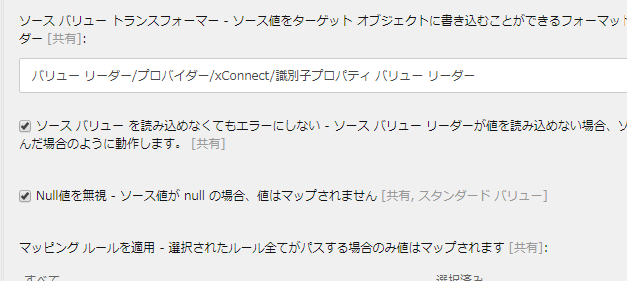 ソース バリュー トランスフォーマー - ソース値をターゲット オブジェクトに書き込むことができるフォーマット
ダー [共有]:
バリュー リーダー/プロバイダー/xConnect/識別子プロパティ バリュー リーダー
ソース バリュー を読み込めなくてもエラーにしない - ソース バリュー リーダーが値を読み込めない場合、ソ
んだ場合のように動作します。 [共有]
Null値を無視 - ソース値が null の場合、値はマップされません [共有, スタンダード バリュー]
マッピング ルールを適用 - 選択されたルール全てがパスする場合のみ値はマップされます [共有]:
すべて 選択済み